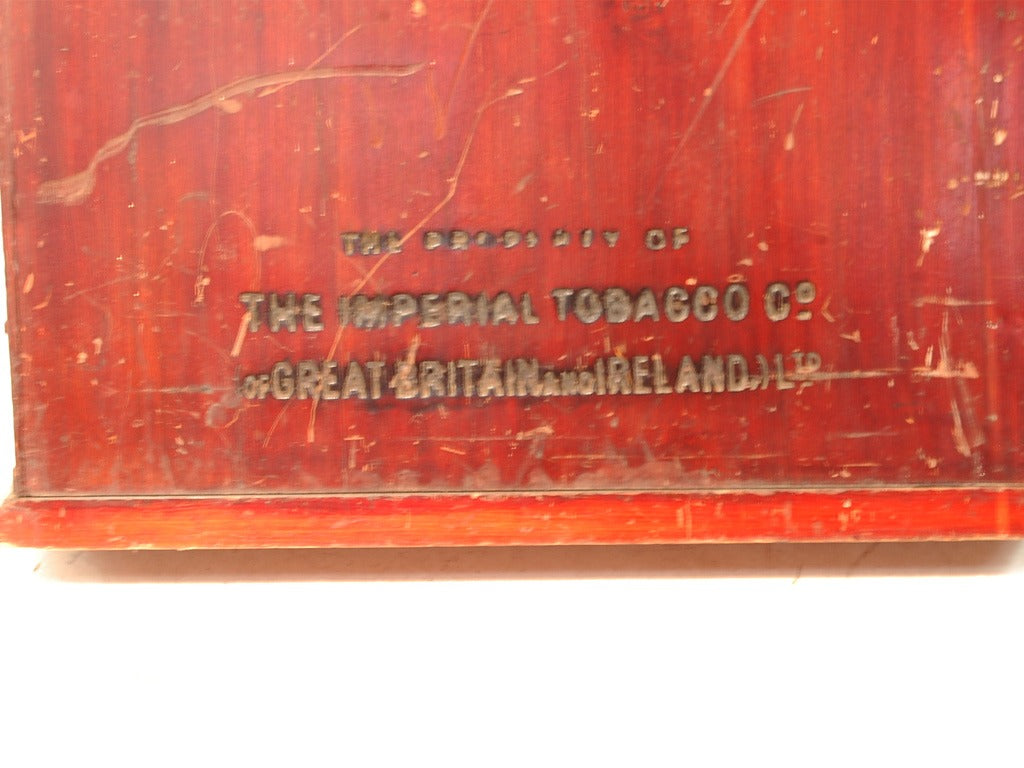 THE PROPERTY OF
THE IMPERIAL TOBACCO Cº
(OF GREAT BRITAIN AND IRELAND,) LTD